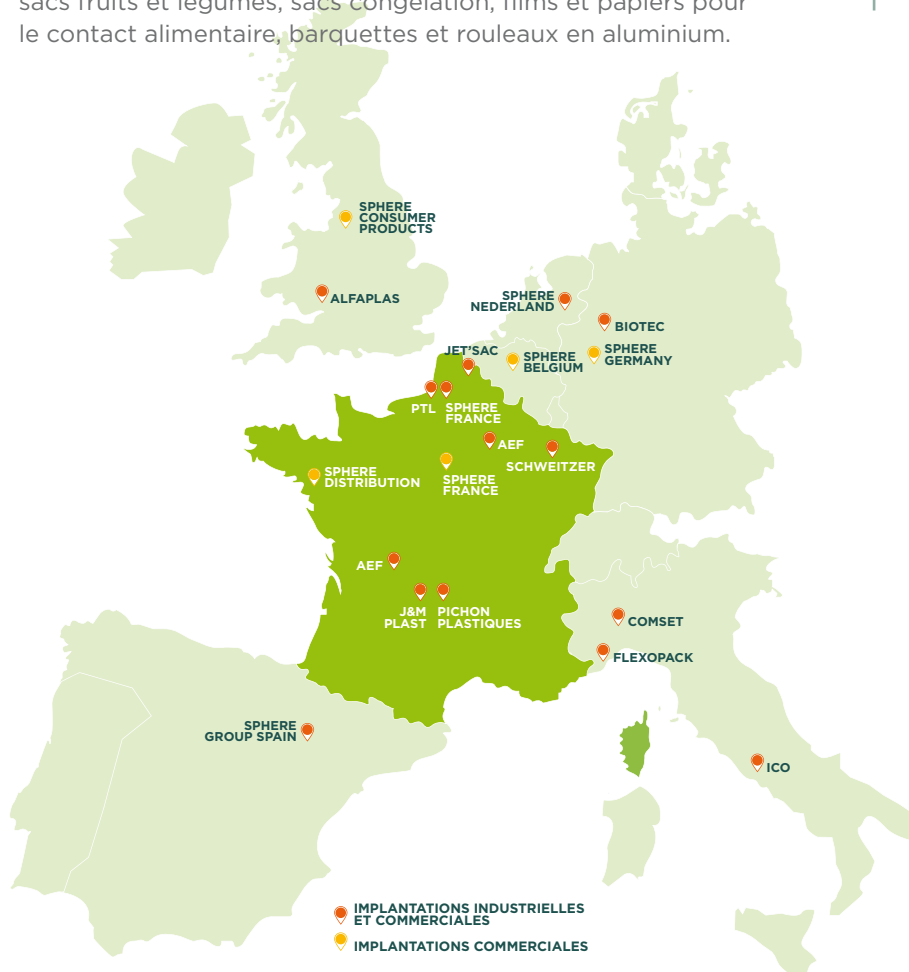 sacs fruits et légumes, sacs congélation, films et papiers pour
le contact alimentaire, barquettes et rouleaux en aluminium.
SPHERE
CONSUMER
PRODUCTS
ALFAPLAS
SPHERE
NEDERLAND
BIOTEC
JET'SAC
SPHERE
BELGIUM
SPHERE
GERMANY
PTL
SPHERE
FRANCE
AEF
SCHWEITZER
SPHERE
DISTRIBUTION
SPHERE
FRANCE
AEF
J&M
PLAST
PICHON
PLASTIQUES
COMSET
FLEXOPACK
SPHERE
GROUP SPAIN
ICO
IMPLANTATIONS INDUSTRIELLES
ET COMMERCIALES
IMPLANTATIONS COMMERCIALES